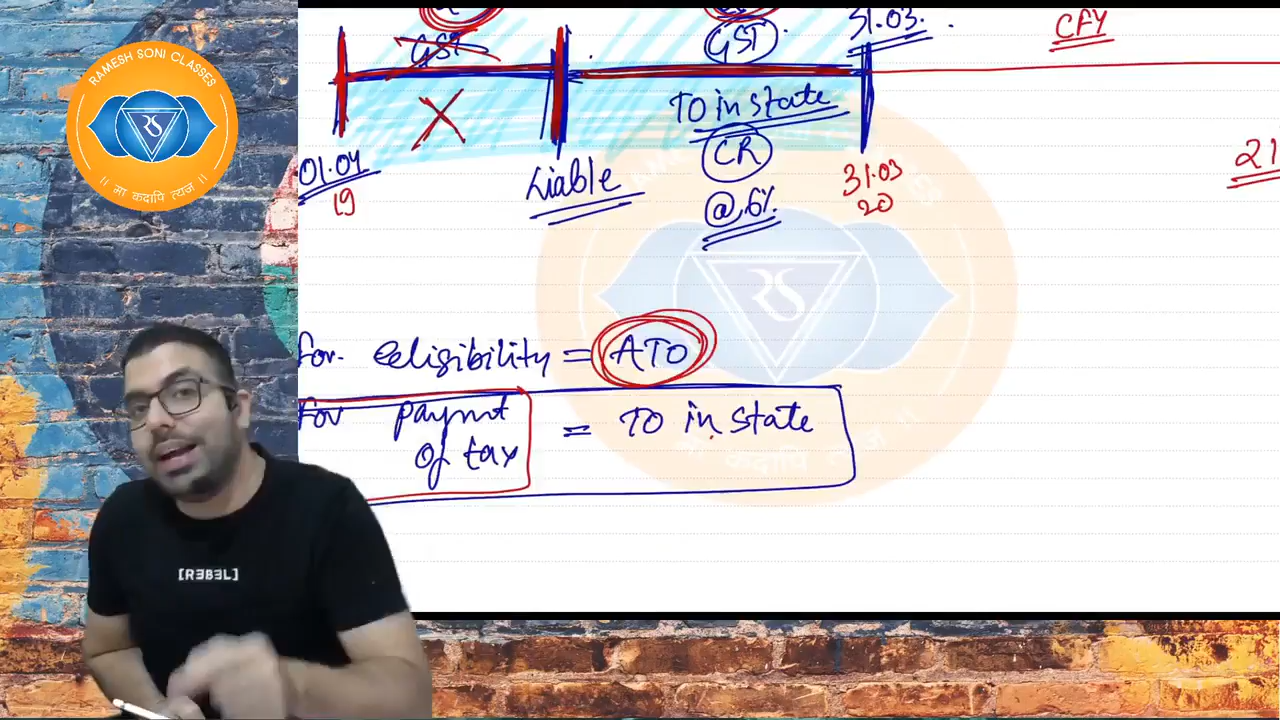 RAMESH SONI CLASSES
RS
|| मा कदापि त्यज ||
GST
GST
31.03.
CFY
TO in state
CR
@ 6%
01.04
19
Liable
31.03
20
21
for eligibility = ATO
for paymt of tax = TO in state
[REBEL]